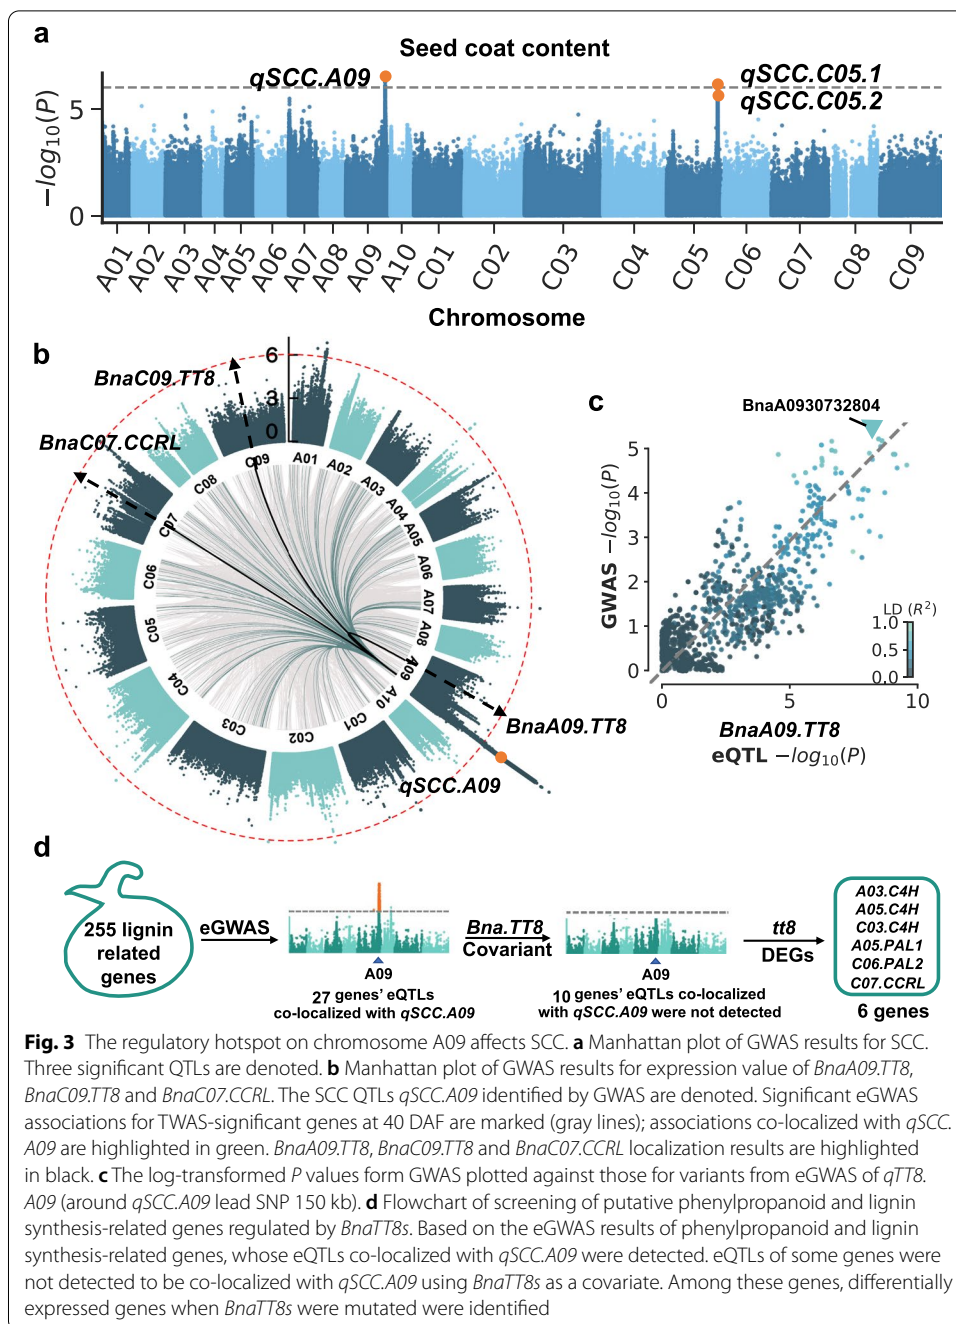 a
Seed coat content
qSCC.A09
qSCC.C05.1
qSCC.C05.2
−log10(P)
5
0
A01 A02 A03 A04 A05 A06 A07 A08 A09 A10 C01 C02 C03 C04 C05 C06 C07 C08 C09
Chromosome
b
BnaC09.TT8
BnaC07.CCRL
6
3
0
A01
A02
A03
A04
A05
A06
A07
A08
A09
A10
C01
C02
C03
C04
C05
C06
C07
C08
C09
BnaA09.TT8
qSCC.A09
c
BnaA0930732804
GWAS −log10(P)
5
4
3
2
1
0
LD (R²)
1.0
0.5
0.0
0 5 10
BnaA09.TT8
eQTL −log10(P)
d
255 lignin
related
genes
eGWAS
A09
27 genes' eQTLs
co-localized with qSCC.A09
Bna.TT8
Covariant
A09
10 genes' eQTLs co-localized
with qSCC.A09 were not detected
tt8
DEGs
A03.C4H
A05.C4H
C03.C4H
A05.PAL1
C06.PAL2
C07.CCRL
6 genes
Fig. 3 The regulatory hotspot on chromosome A09 affects SCC. a Manhattan plot of GWAS results for SCC.
Three significant QTLs are denoted. b Manhattan plot of GWAS results for expression value of BnaA09.TT8,
BnaC09.TT8 and BnaC07.CCRL. The SCC QTLs qSCC.A09 identified by GWAS are denoted. Significant eGWAS
associations for TWAS-significant genes at 40 DAF are marked (gray lines); associations co-localized with qSCC.
A09 are highlighted in green. BnaA09.TT8, BnaC09.TT8 and BnaC07.CCRL localization results are highlighted
in black. c The log-transformed P values form GWAS plotted against those for variants from eGWAS of qTT8.
A09 (around qSCC.A09 lead SNP 150 kb). d Flowchart of screening of putative phenylpropanoid and lignin
synthesis-related genes regulated by BnaTT8s. Based on the eGWAS results of phenylpropanoid and lignin
synthesis-related genes, whose eQTLs co-localized with qSCC.A09 were detected. eQTLs of some genes were
not detected to be co-localized with qSCC.A09 using BnaTT8s as a covariate. Among these genes, differentially
expressed genes when BnaTT8s were mutated were identified